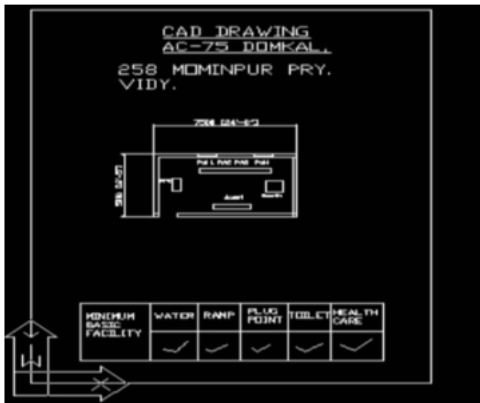 CAD DRAWING
AC-75 DOMKAL,
258 MOMINPUR PRY.
VIDY.
MINIMUM BASIC FACILITY
WATER
RAMP
PLUG POINT
TOILET
HEALTH CARE
W
X